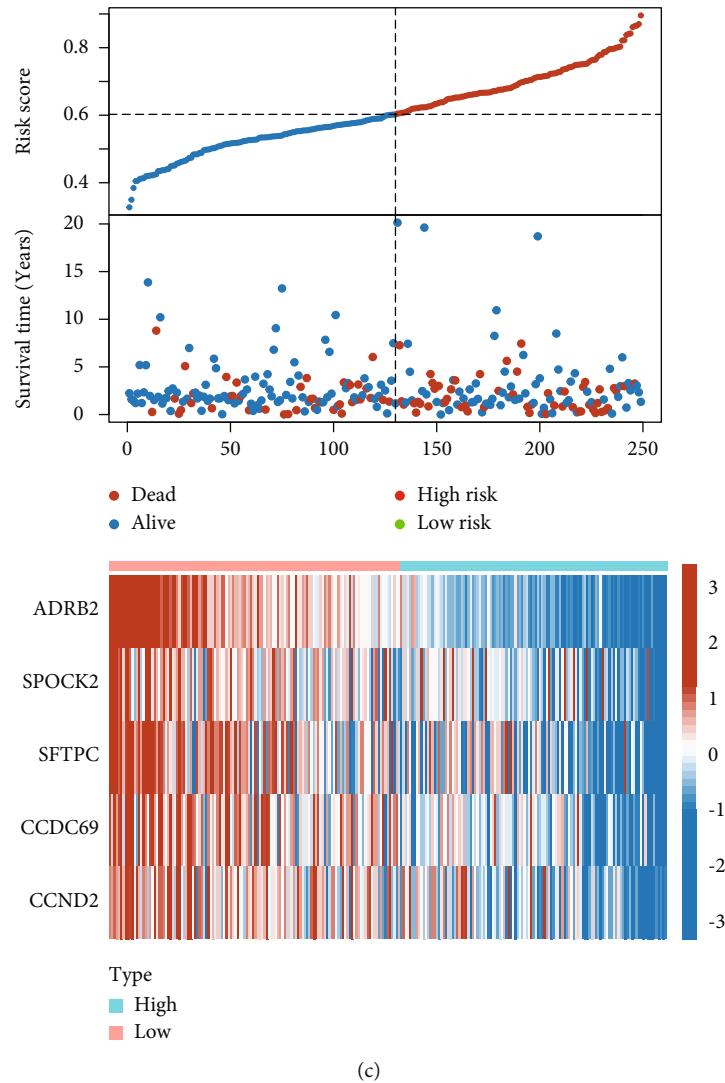 Risk score
0.8
0.6
0.4
Survival time (Years)
20
15
10
5
0
0 50 100 150 200 250
Dead High risk
Alive Low risk
ADRB2
SPOCK2
SFTPC
CCDC69
CCND2
3
2
1
0
-1
-2
-3
Type
High
Low
(c)